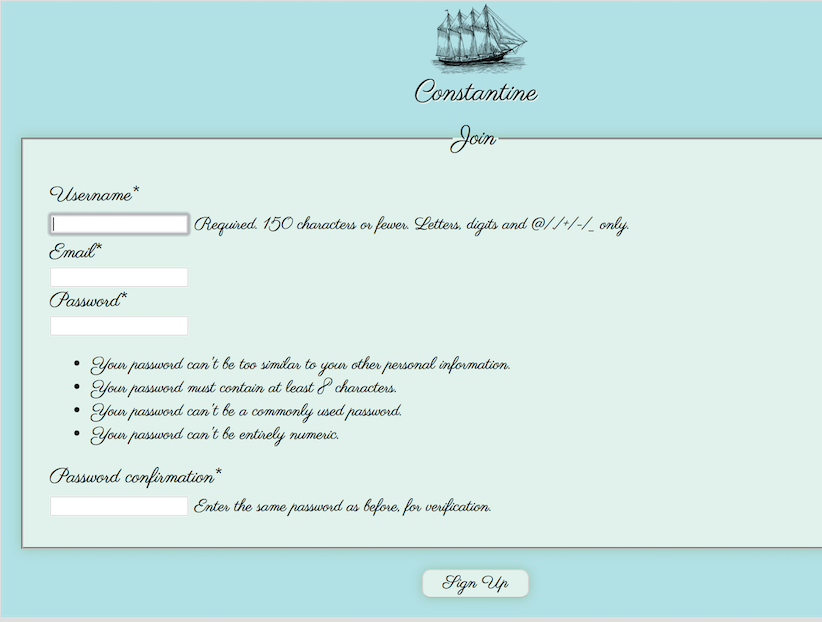 Constantine
Join
Username*
Required. 150 characters or fewer. Letters, digits and @/./+/-/_ only.
Email*
Password*
Your password can't be too similar to your other personal information.
Your password must contain at least 8 characters.
Your password can't be a commonly used password.
Your password can't be entirely numeric.
Password confirmation*
Enter the same password as before, for verification.
Sign Up